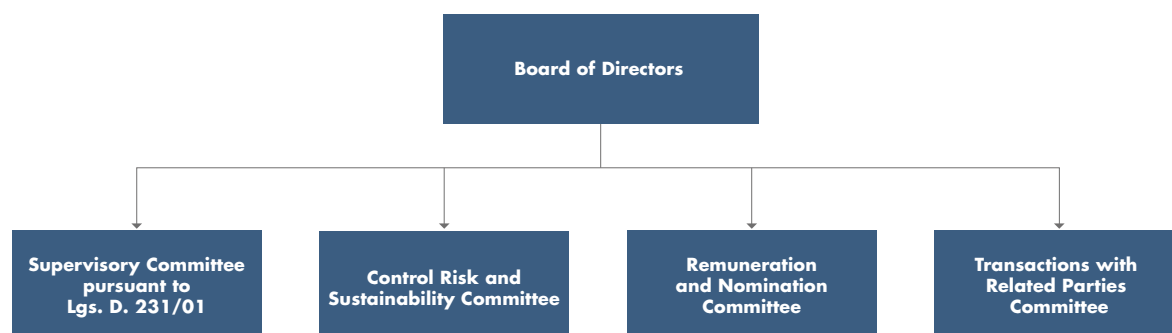 Board of Directors
Supervisory Committee
pursuant to
Lgs. D. 231/01
Control Risk and
Sustainability Committee
Remuneration
and Nomination
Committee
Transactions with
Related Parties
Committee